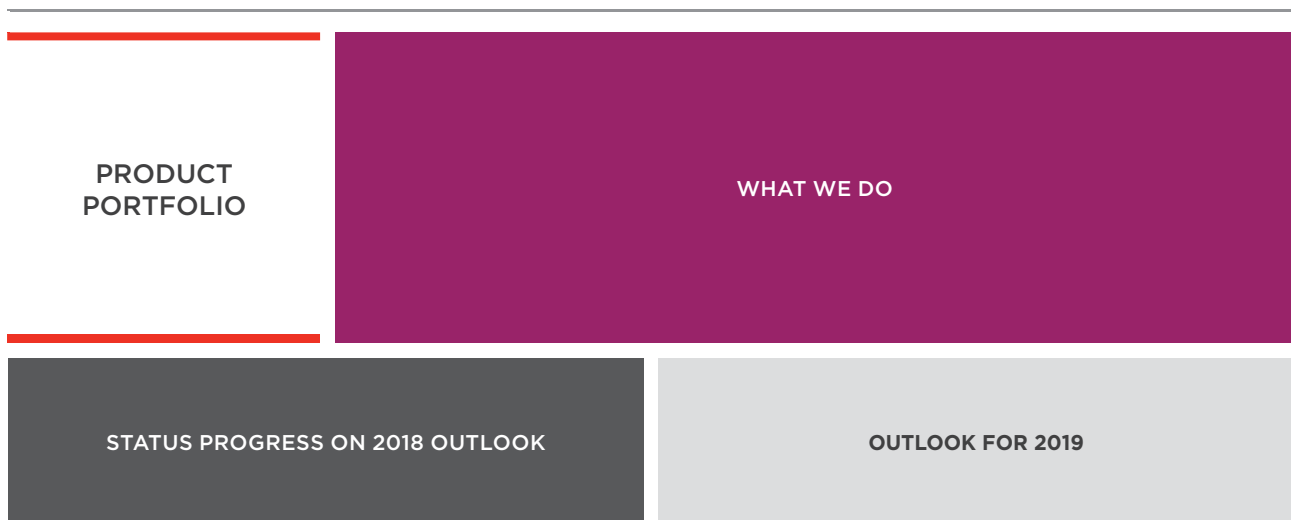 PRODUCT
PORTFOLIO
WHAT WE DO
STATUS PROGRESS ON 2018 OUTLOOK
OUTLOOK FOR 2019